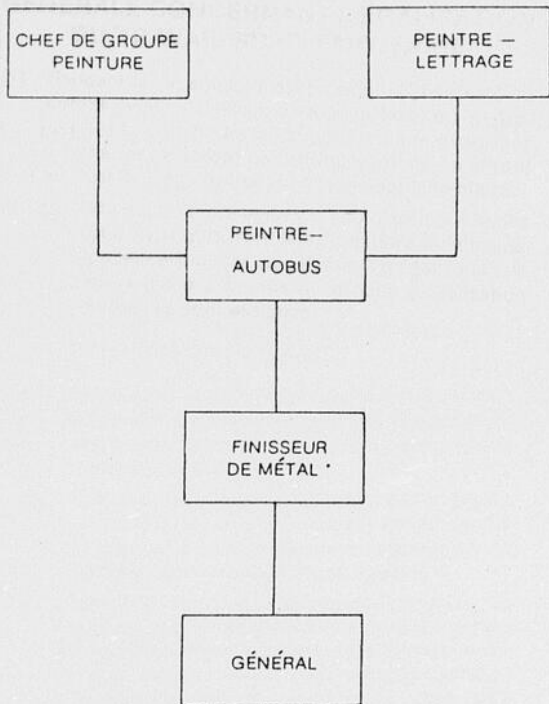 CHEF DE GROUPE
PEINTURE
PEINTRE —
LETTRAGE
PEINTRE—
AUTOBUS
FINISSEUR
DE MÉTAL *
GÉNÉRAL